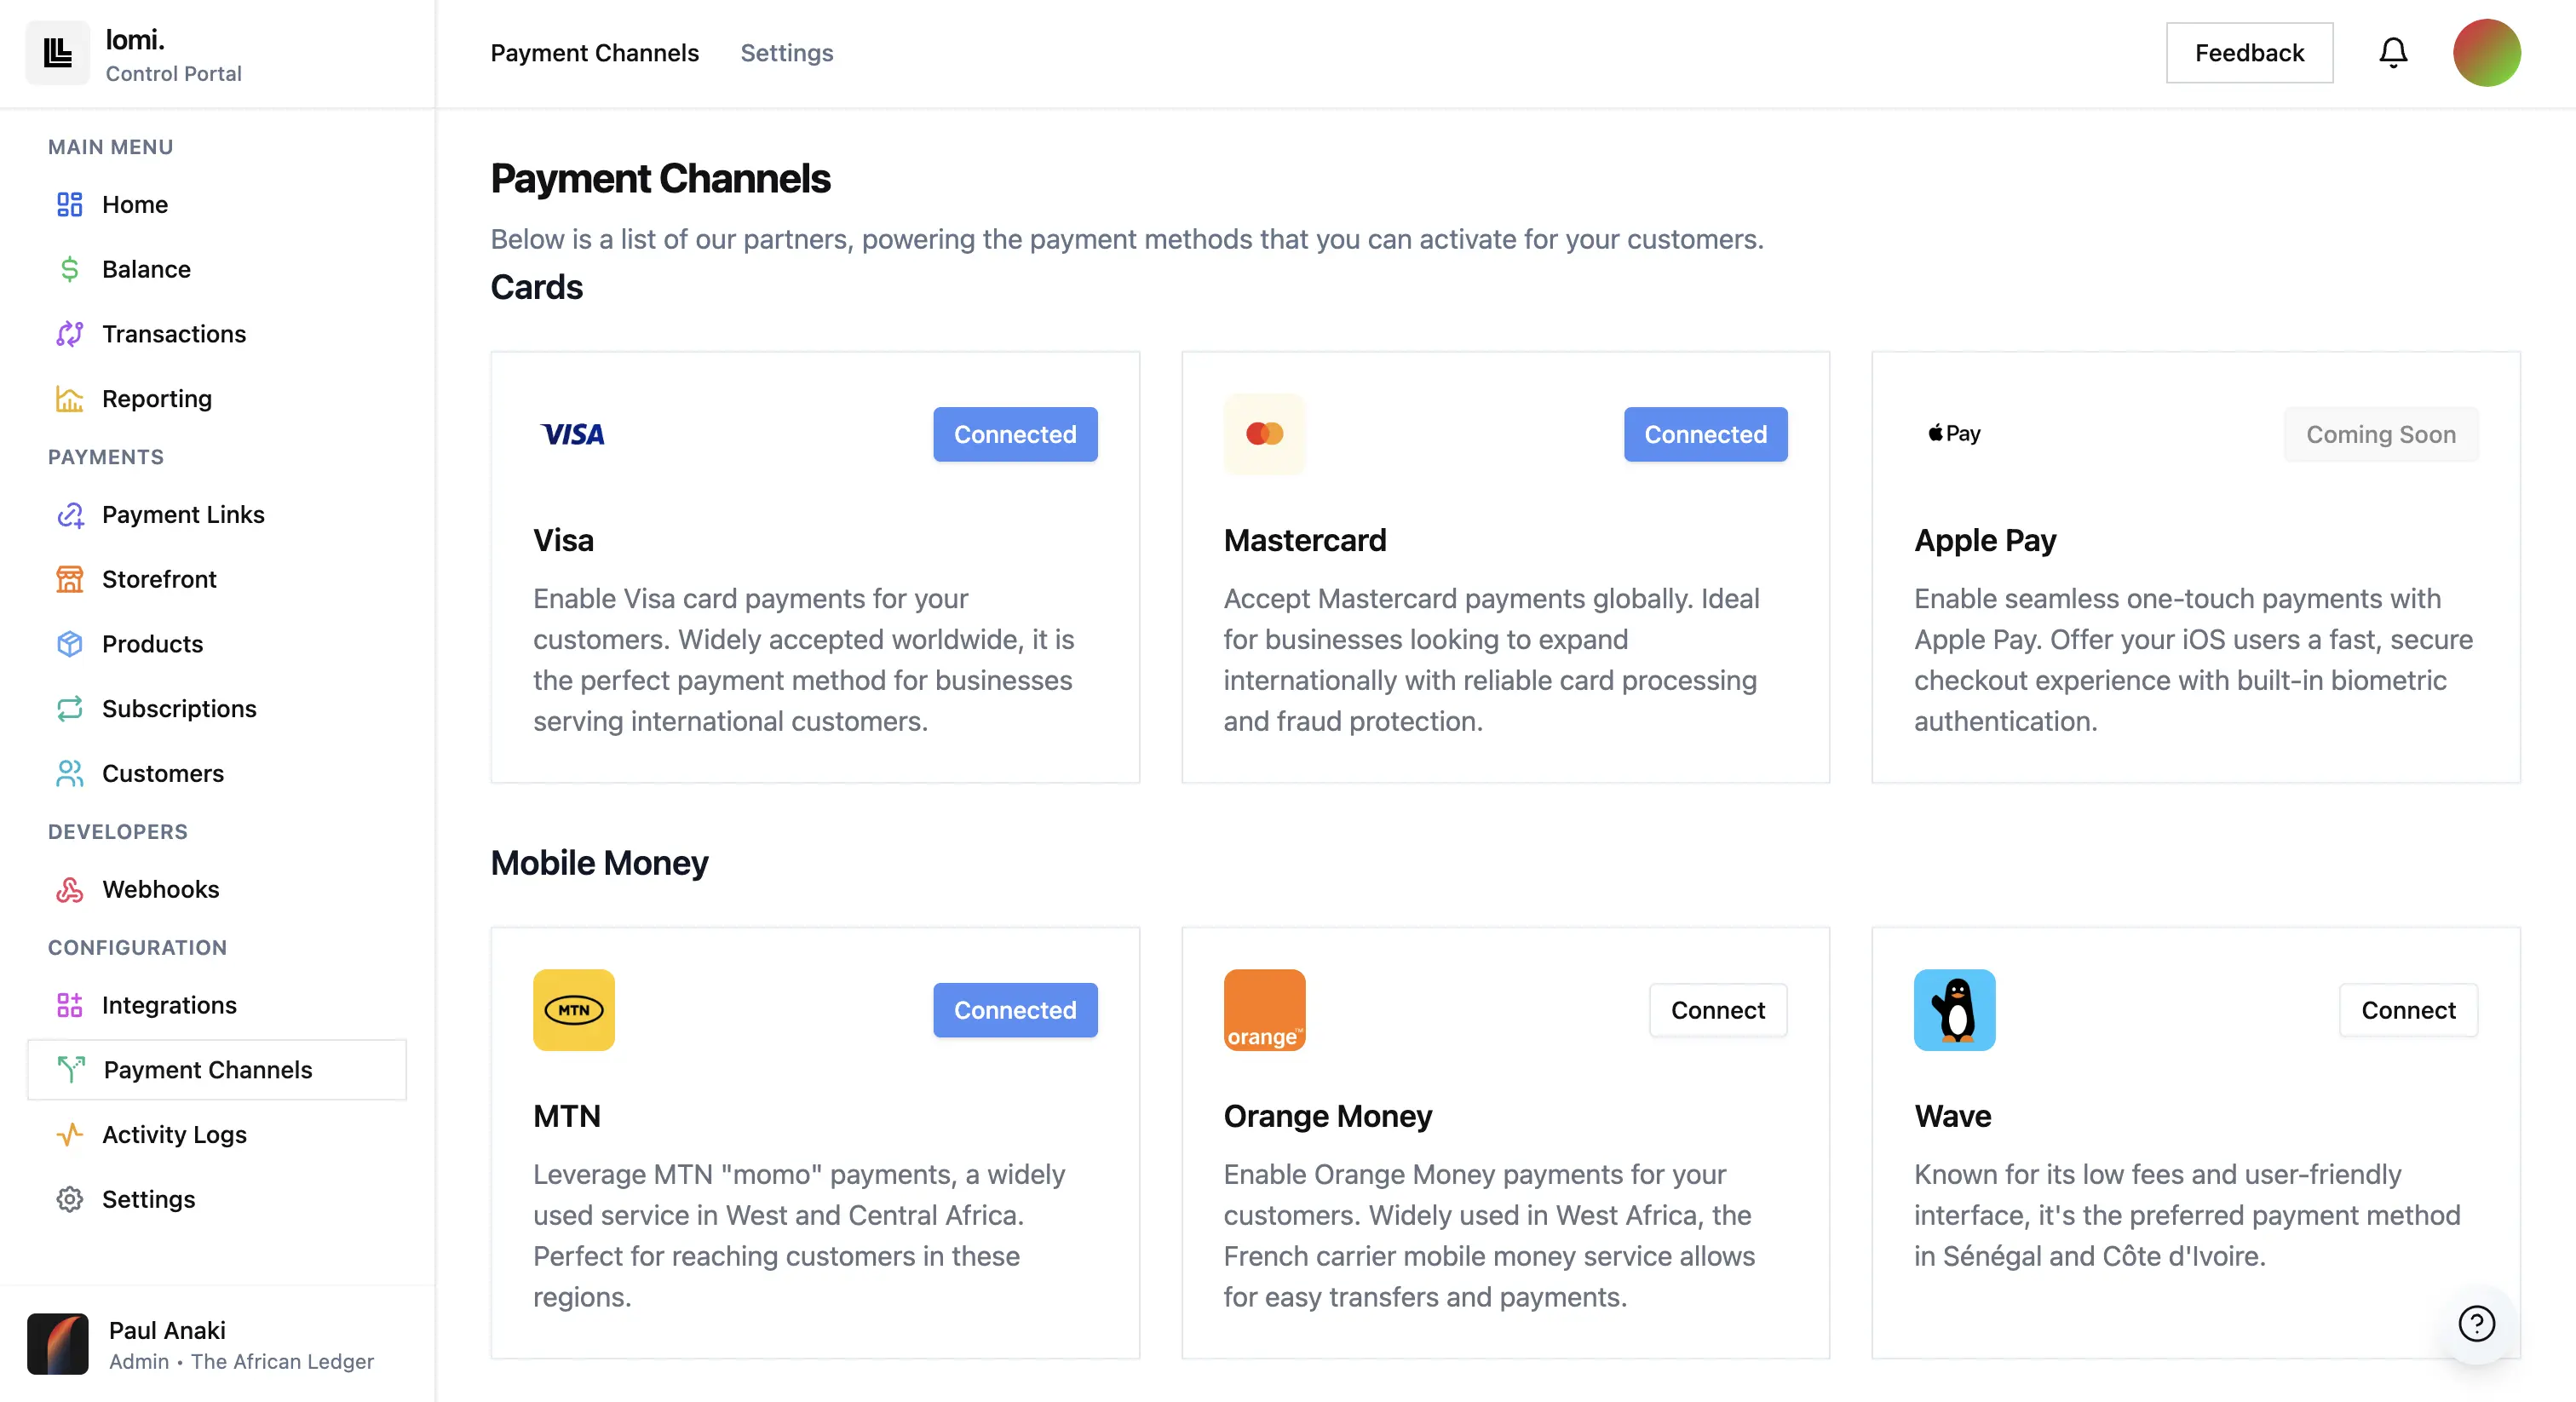 lomi.
Control Portal
Payment Channels
Settings
Feedback
MAIN MENU
Home
Balance
Transactions
Reporting
PAYMENTS
Payment Links
Storefront
Products
Subscriptions
Customers
DEVELOPERS
Webhooks
CONFIGURATION
Integrations
Payment Channels
Activity Logs
Settings
Paul Anaki
Admin • The African Ledger
Payment Channels
Below is a list of our partners, powering the payment methods that you can activate for your customers.
Cards
VISA
Connected
Visa
Enable Visa card payments for your
customers. Widely accepted worldwide, it is
the perfect payment method for businesses
serving international customers.
Connected
Mastercard
Accept Mastercard payments globally. Ideal
for businesses looking to expand
internationally with reliable card processing
and fraud protection.
Pay
Coming Soon
Apple Pay
Enable seamless one-touch payments with
Apple Pay. Offer your iOS users a fast, secure
checkout experience with built-in biometric
authentication.
Mobile Money
MTN
Connected
MTN
Leverage MTN "momo" payments, a widely
used service in West and Central Africa.
Perfect for reaching customers in these
regions.
orange™
Connect
Orange Money
Enable Orange Money payments for your
customers. Widely used in West Africa, the
French carrier mobile money service allows
for easy transfers and payments.
Connect
Wave
Known for its low fees and user-friendly
interface, it's the preferred payment method
in Sénégal and Côte d'Ivoire.
?